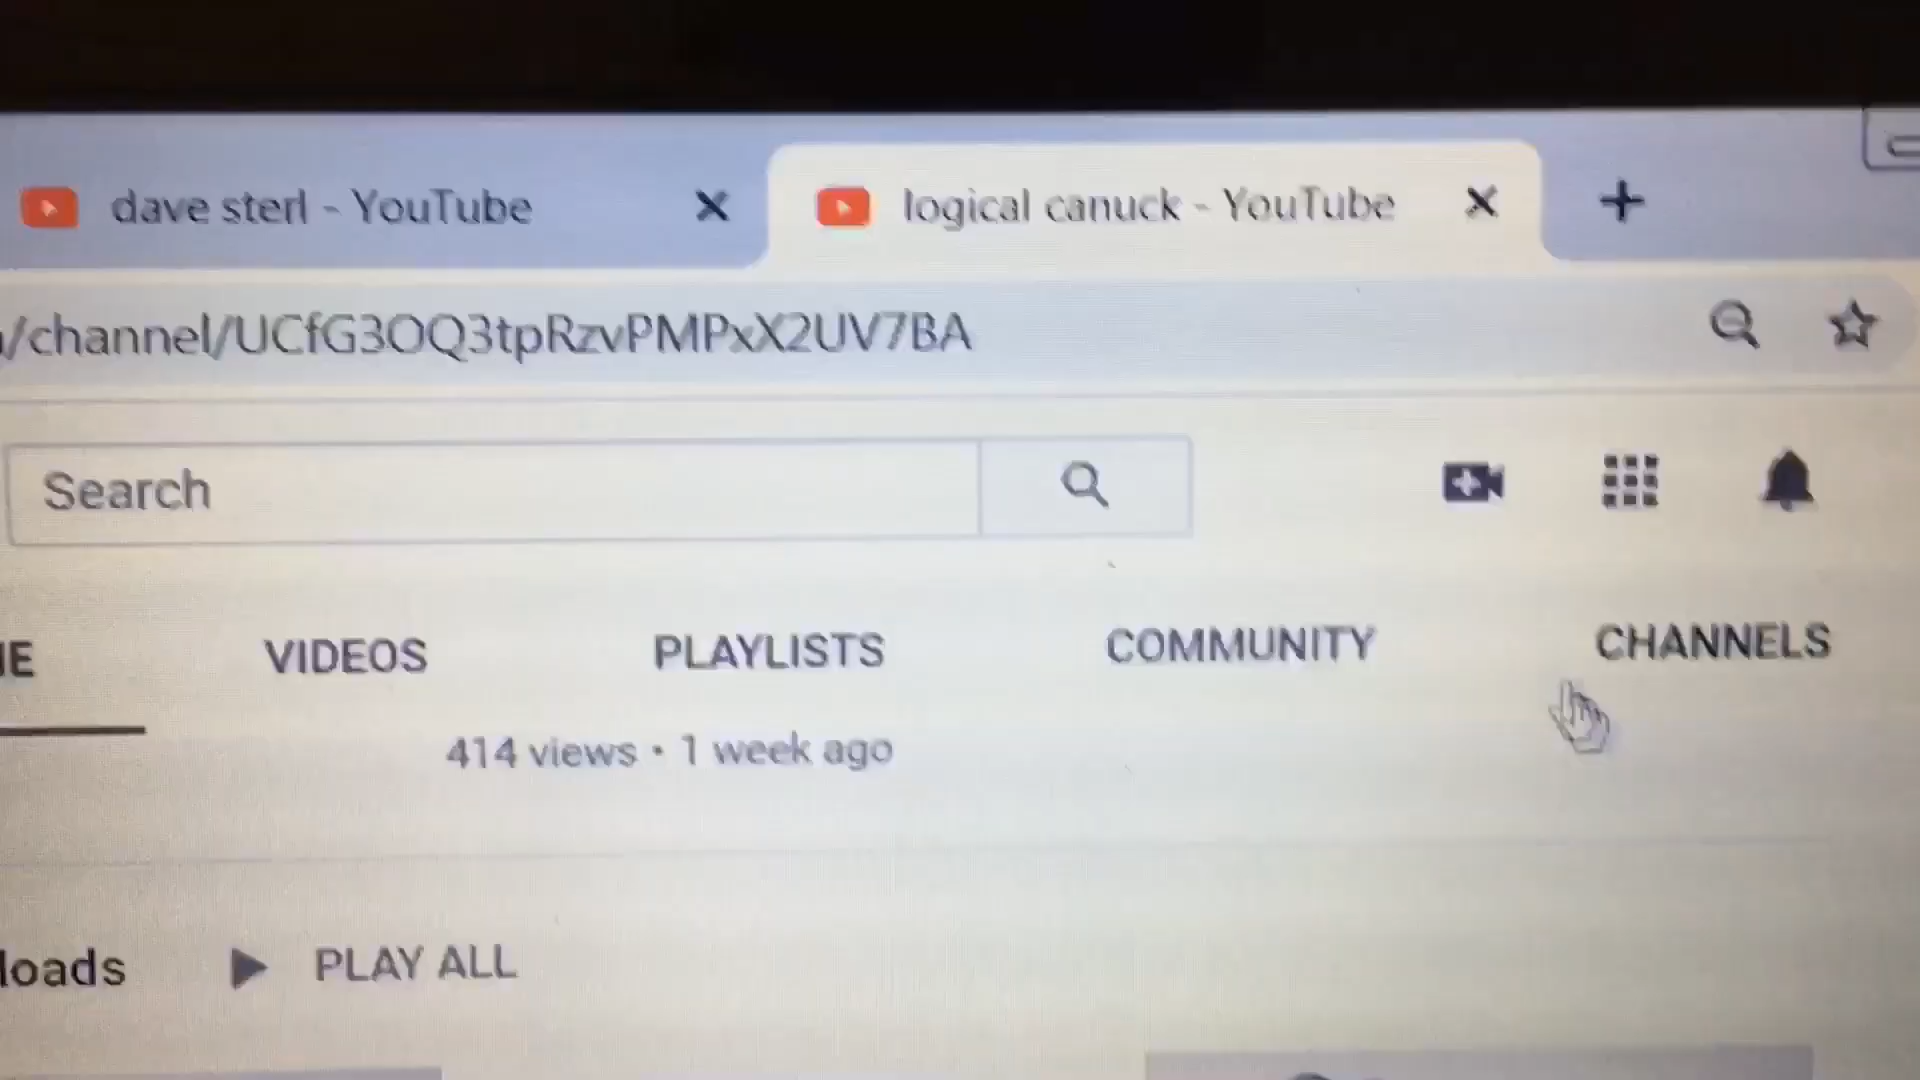 dave sterl - YouTube
logical canuck - YouTube
/channel/UCfG3OQ3tpRzvPMPxX2UV7BA
Search
VIDEOS
PLAYLISTS
COMMUNITY
CHANNELS
414 views • 1 week ago
loads
PLAY ALL